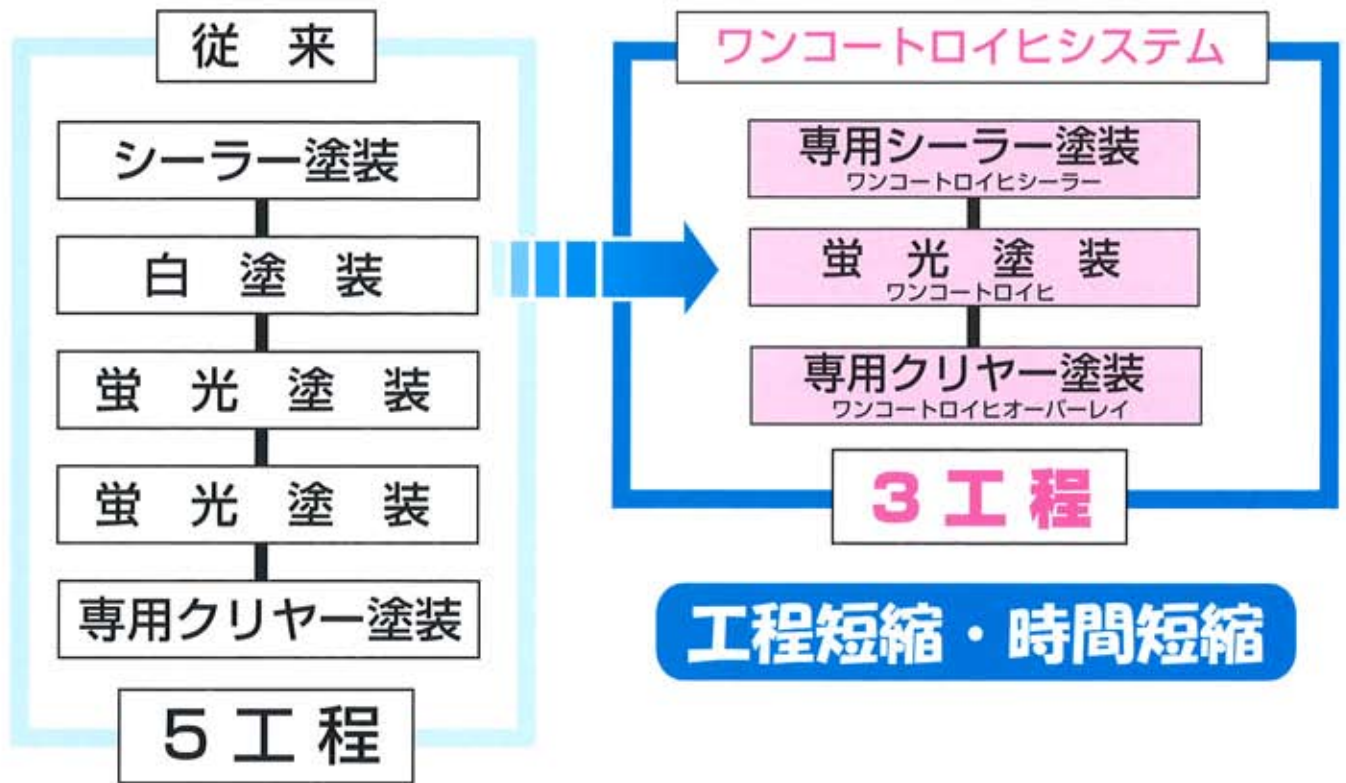 従 来
シーラー塗装
白 塗 装
蛍 光 塗 装
蛍 光 塗 装
専用クリヤー塗装
5工程
ワンコートロイヒシステム
専用シーラー塗装
ワンコートロイヒシーラー
蛍 光 塗 装
ワンコートロイヒ
専用クリヤー塗装
ワンコートロイヒオーバーレイ
3工程
工程短縮・時間短縮